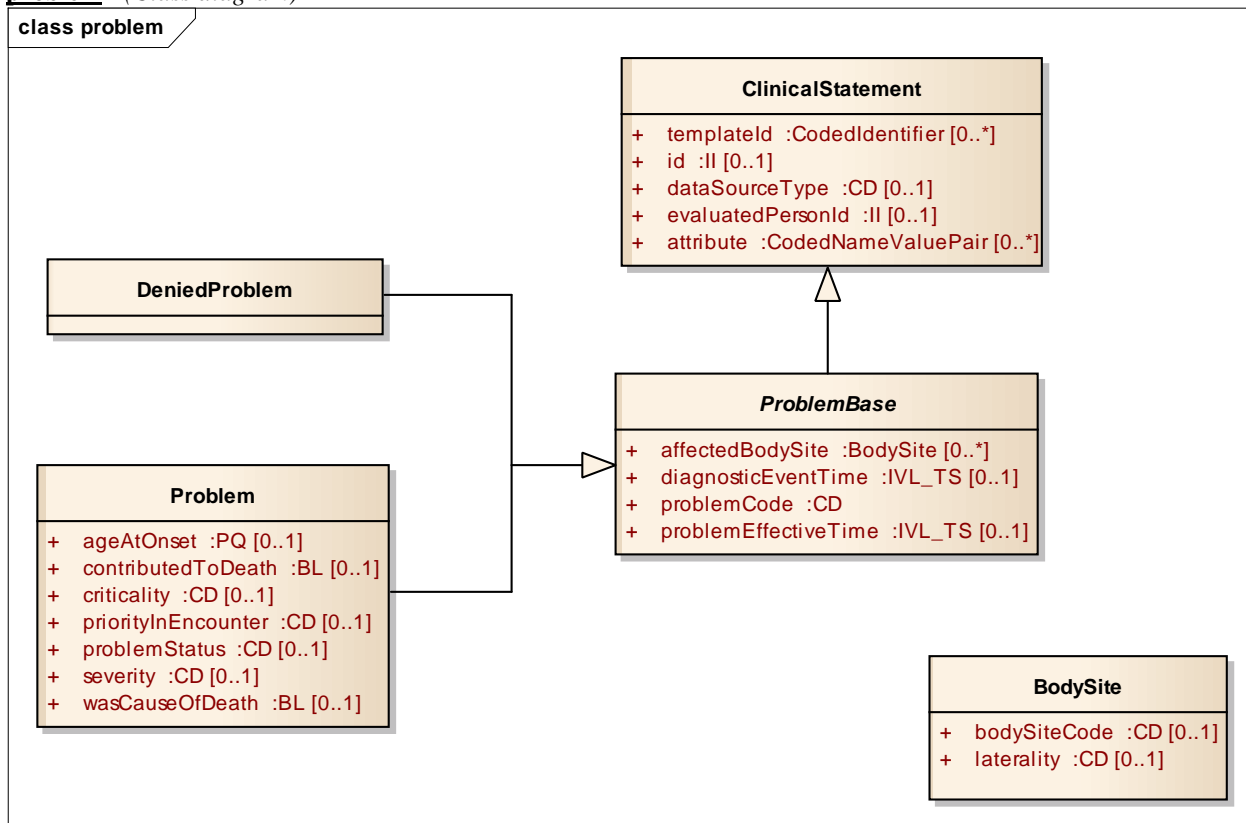 (Class diagram)
class problem
ClinicalStatement
+ templateId :CodedIdentifier [0..*]
+ id :II [0..1]
+ dataSourceType :CD [0..1]
+ evaluatedPersonId :II [0..1]
+ attribute :CodedNameValuePair [0..*]
DeniedProblem
ProblemBase
+ affectedBodySite :BodySite [0..*]
+ diagnosticEventTime :IVL_TS [0..1]
+ problemCode :CD
+ problemEffectiveTime :IVL_TS [0..1]
Problem
+ ageAtOnset :PQ [0..1]
+ contributedToDeath :BL [0..1]
+ criticality :CD [0..1]
+ priorityInEncounter :CD [0..1]
+ problemStatus :CD [0..1]
+ severity :CD [0..1]
+ wasCauseOfDeath :BL [0..1]
BodySite
+ bodySiteCode :CD [0..1]
+ laterality :CD [0..1]